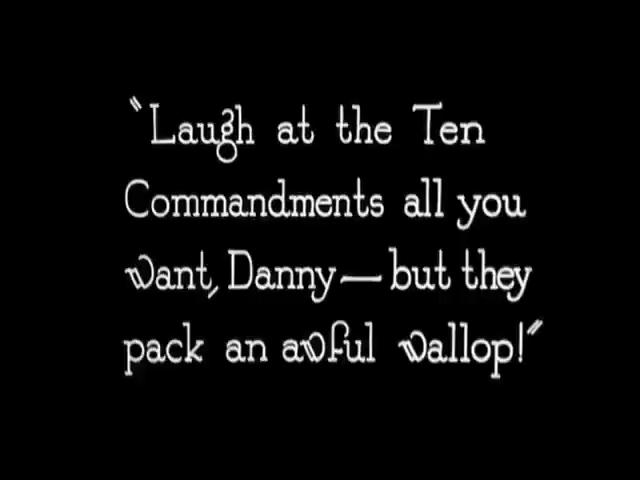 "Laugh at the Ten
Commandments all you
want, Danny—but they
pack an awful wallop!"